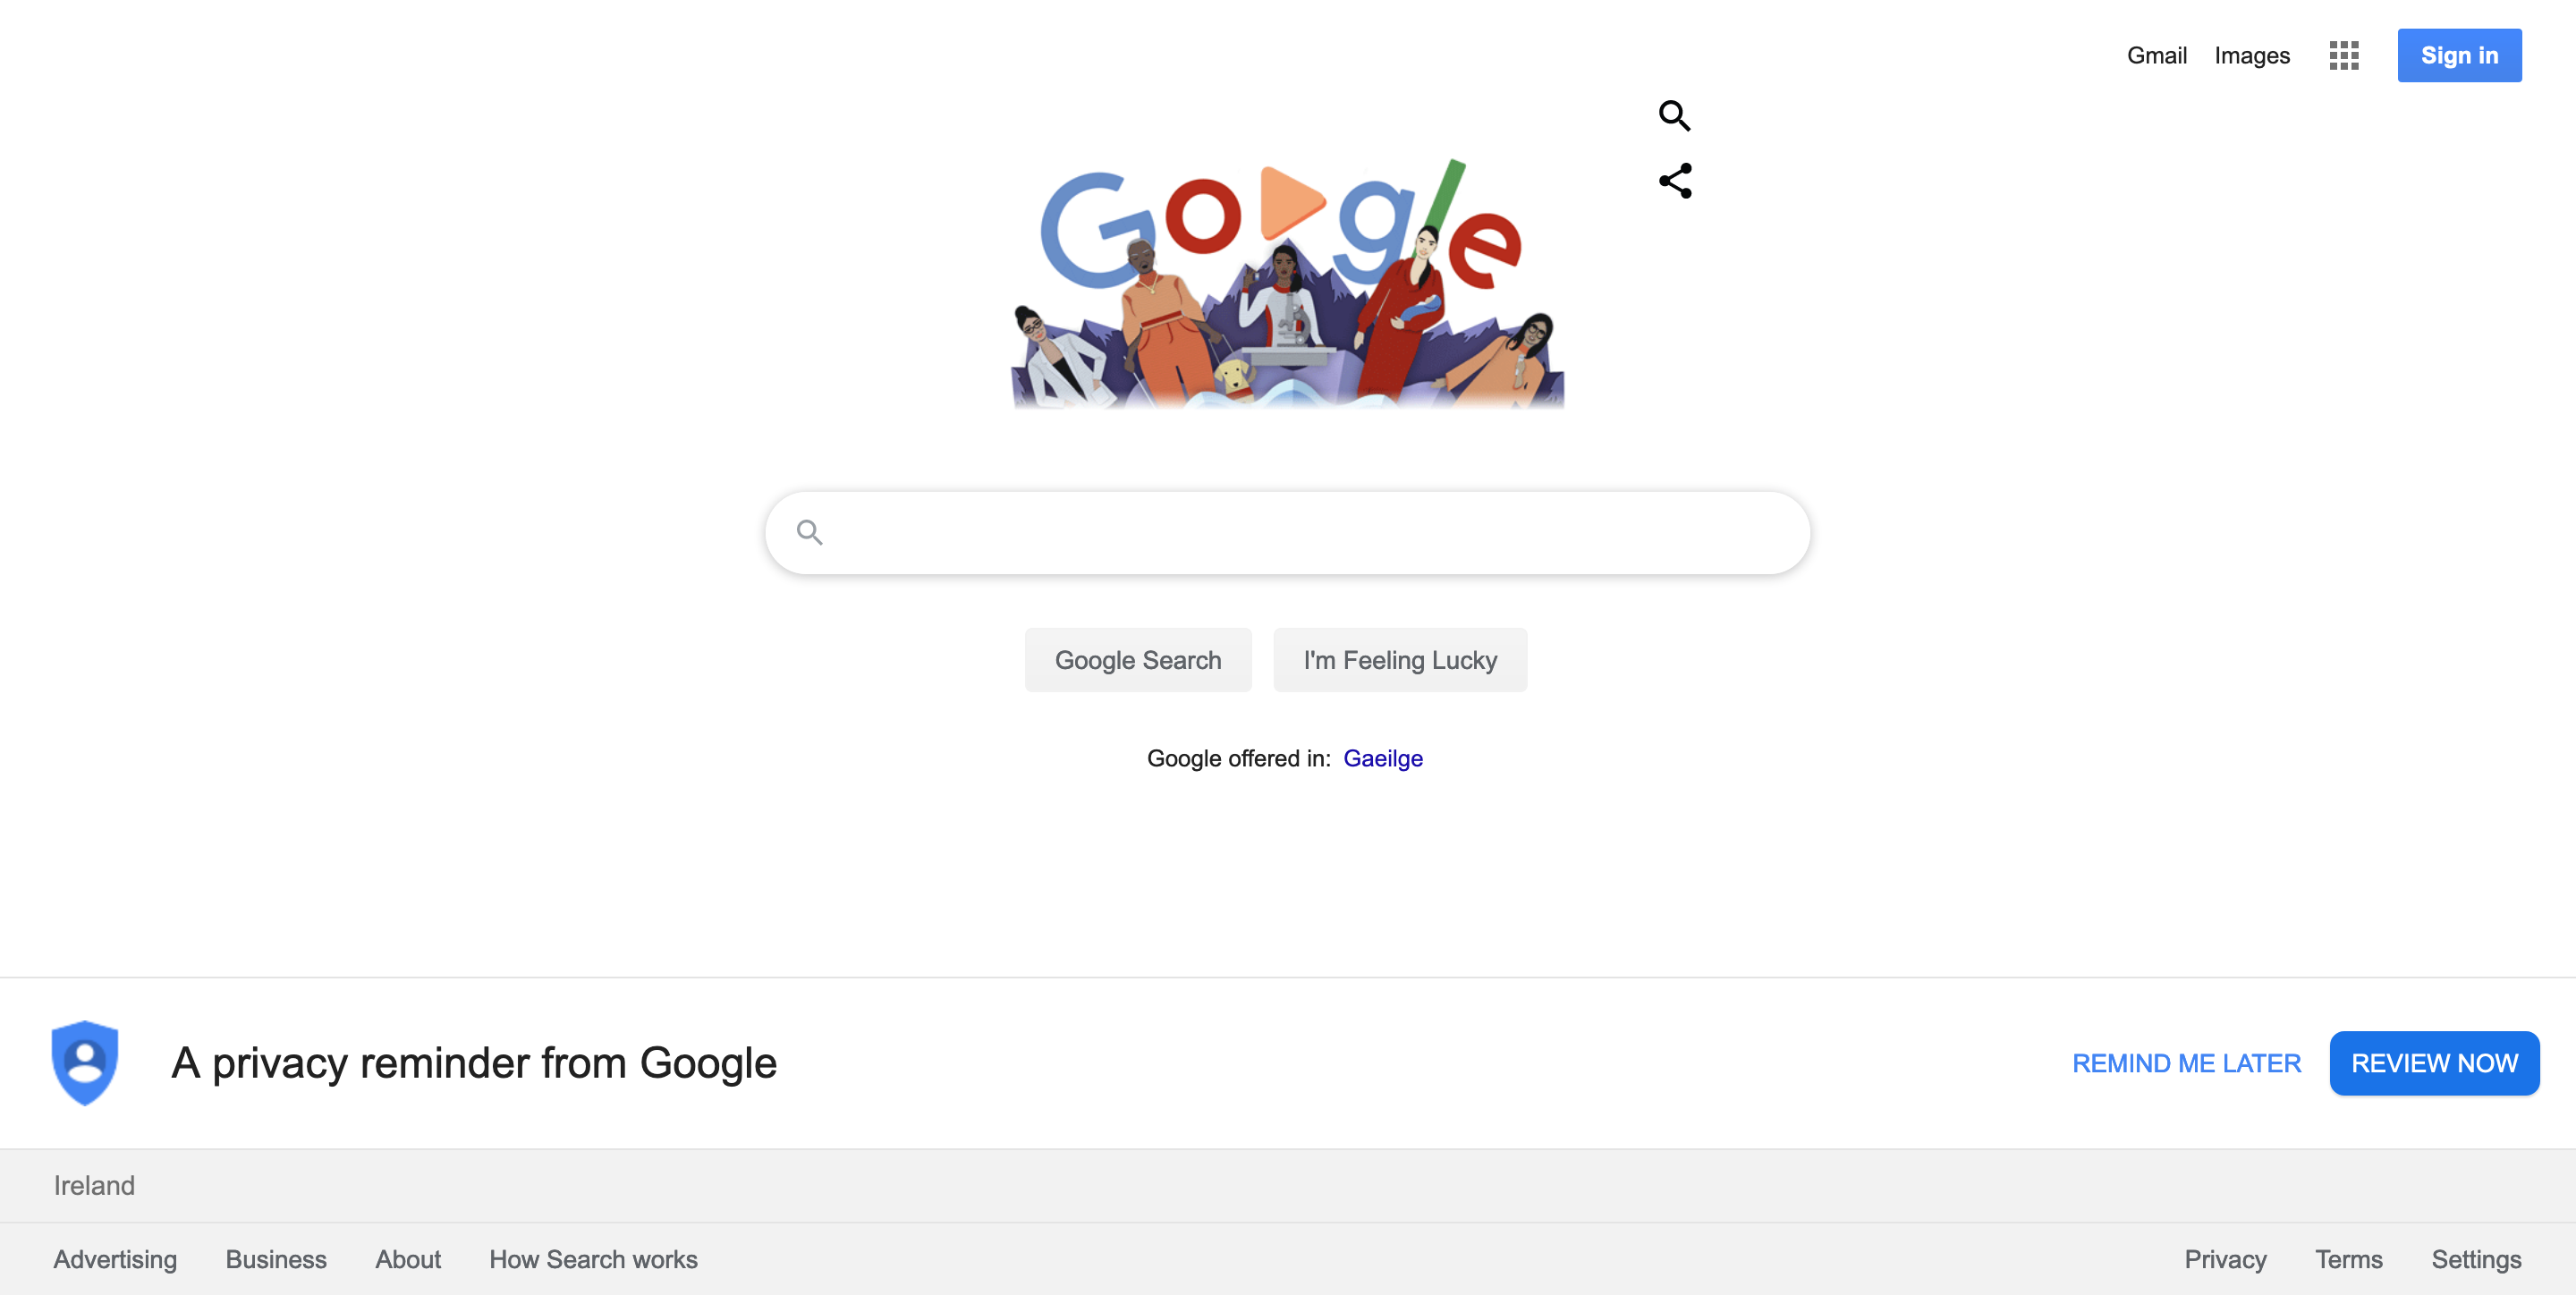 Gmail Images Sign in
Google
Google Search I'm Feeling Lucky
Google offered in: Gaeilge
A privacy reminder from Google REMIND ME LATER REVIEW NOW
Ireland
Advertising Business About How Search works Privacy Terms Settings